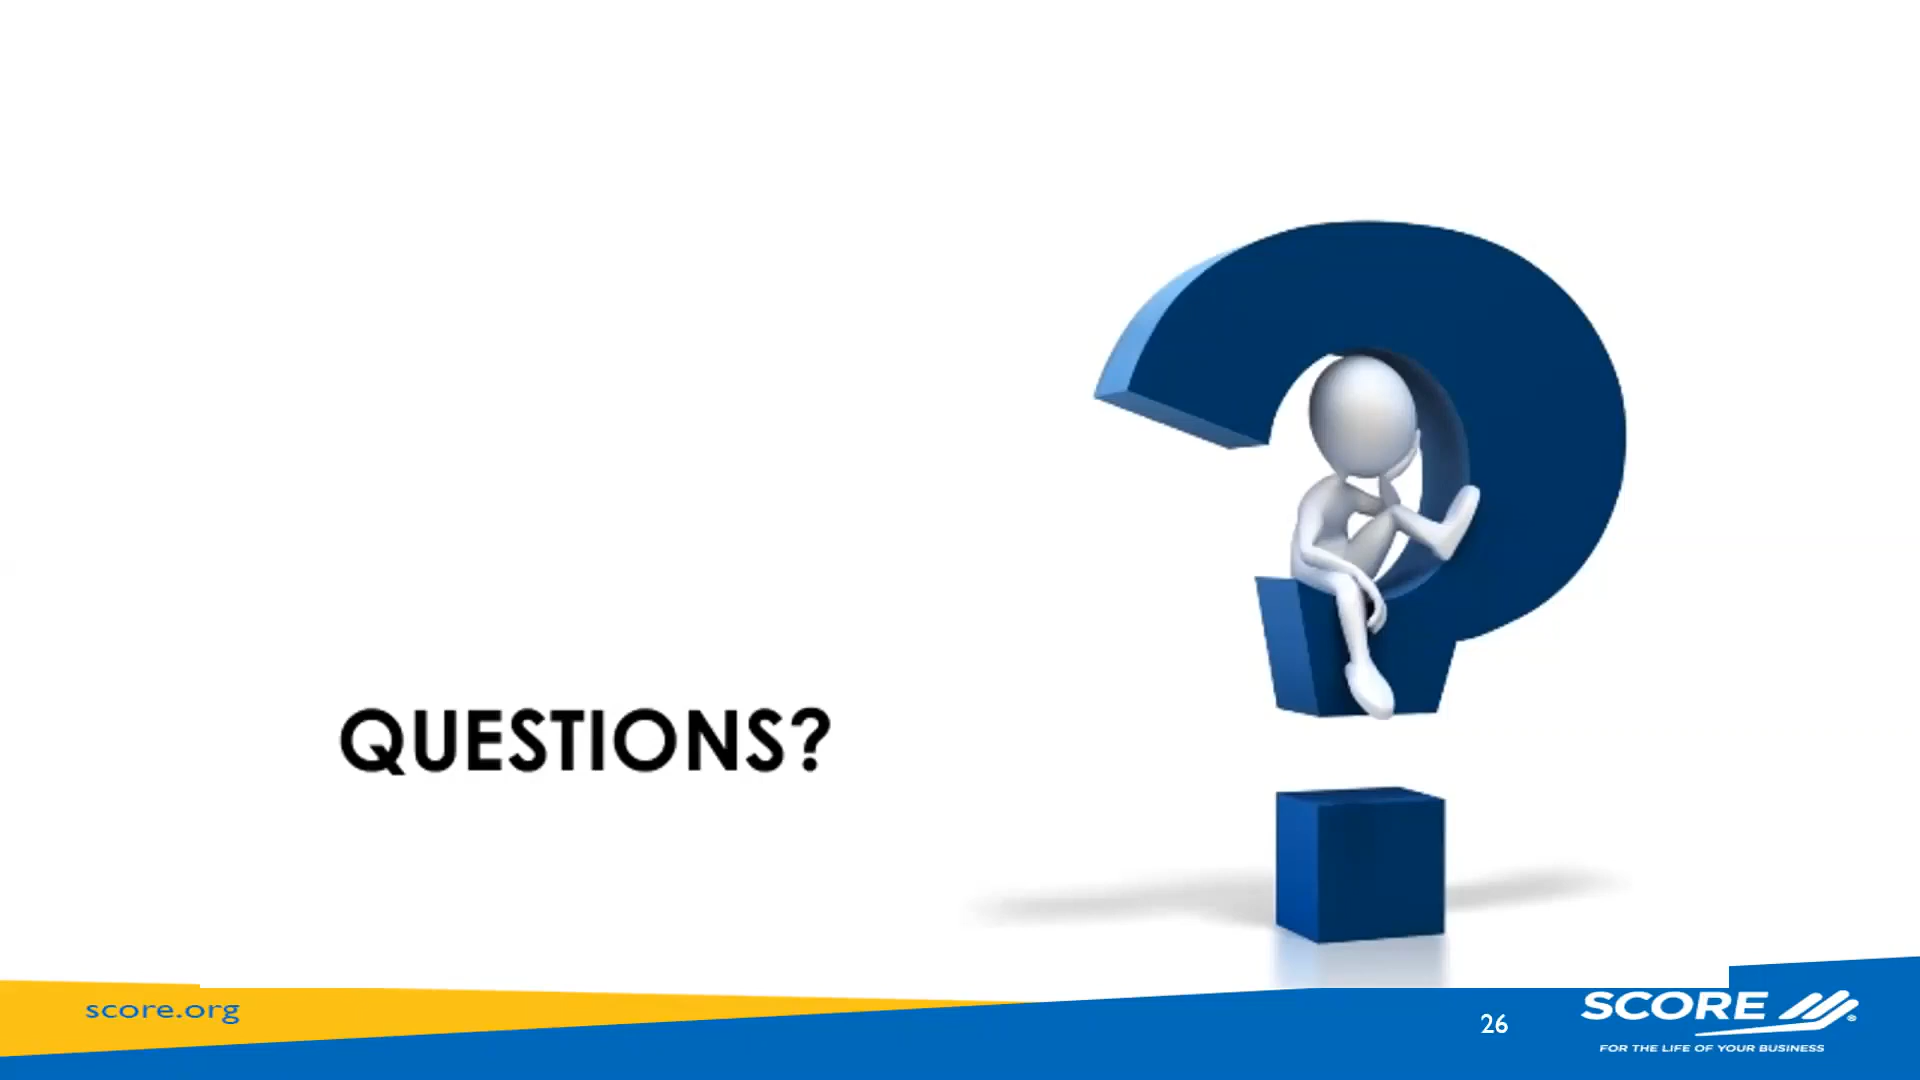 QUESTIONS?
score.org
26
SCORE®
FOR THE LIFE OF YOUR BUSINESS